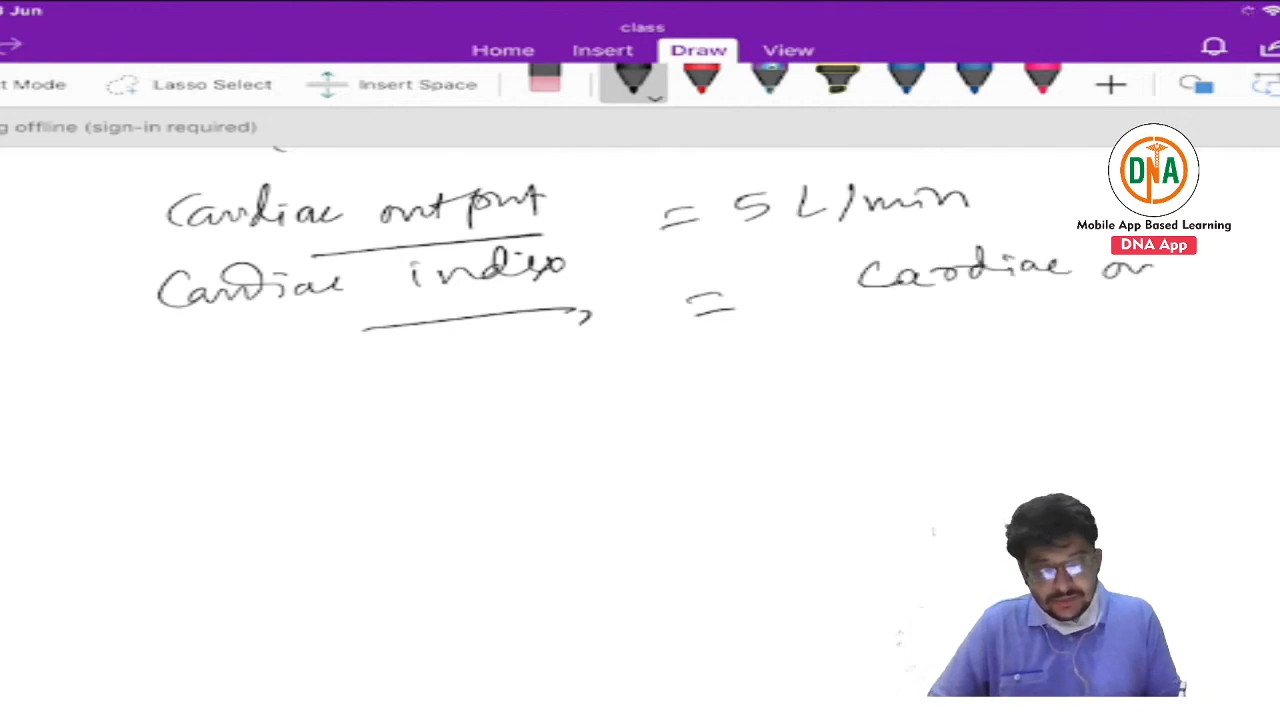 3 Jun
class
Home Insert Draw View
t Mode Lasso Select Insert Space
g offline (sign-in required)
DNA
Mobile App Based Learning
DNA App
Cardiac output = 5 L/min
Cardiac index = Cardiac ou